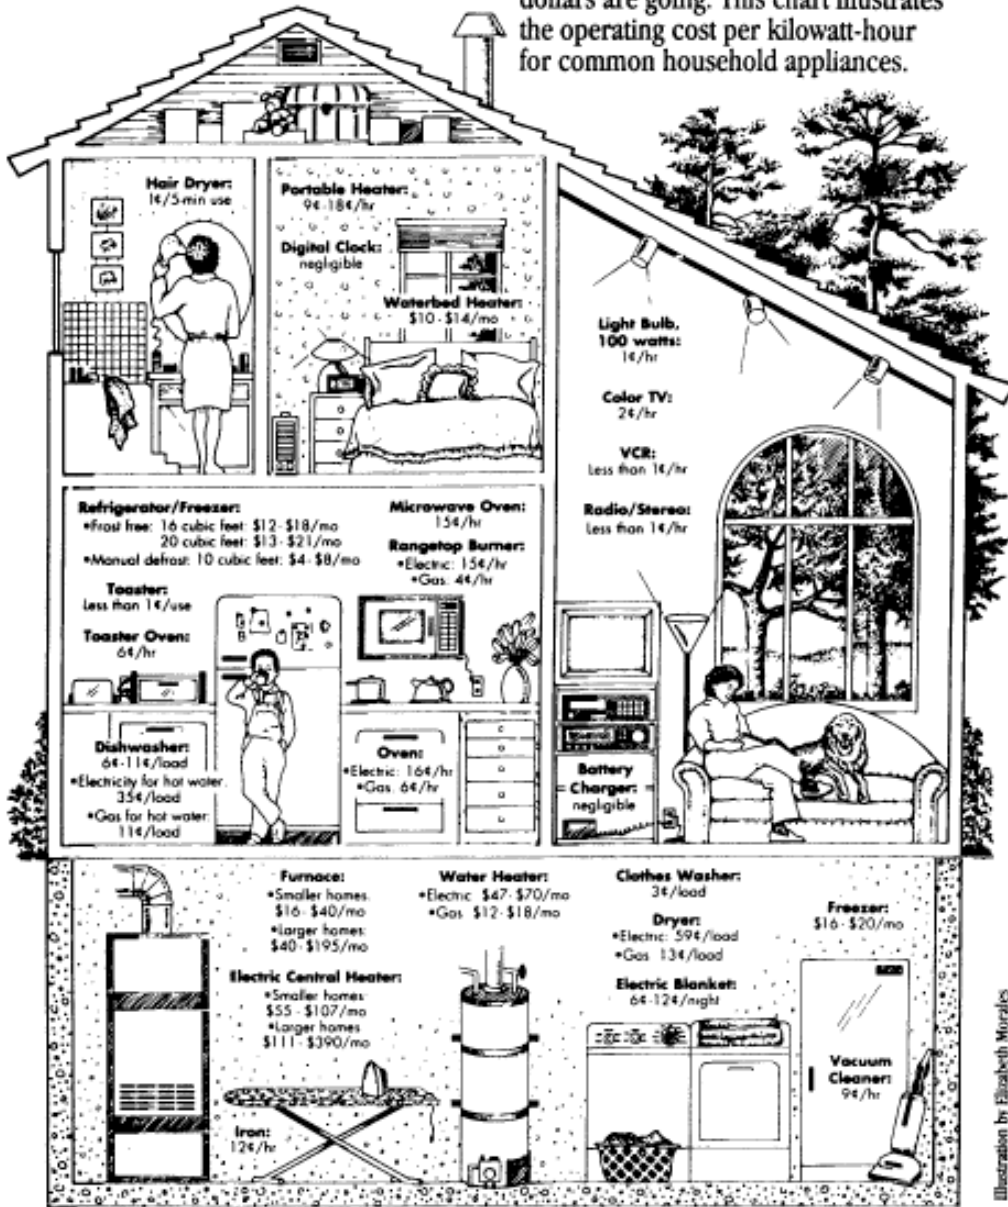 dollars are going. This chart illustrates
the operating cost per kilowatt-hour
for common household appliances.
Hair Dryer:
1¢/5-min use
Portable Heater:
9¢-18¢/hr
Digital Clock:
negligible
Waterbed Heater:
$10 - $14/mo
Light Bulb,
100 watts:
1¢/hr
Color TV:
2¢/hr
VCR:
Less than 1¢/hr
Radio/Stereo:
Less than 1¢/hr
Refrigerator/Freezer:
•Frost free: 16 cubic feet: $12- $18/mo
20 cubic feet: $13 - $21/mo
•Manual defrost: 10 cubic feet: $4- $8/mo
Toaster:
Less than 1¢/use
Toaster Oven:
6¢/hr
Microwave Oven:
15¢/hr
Rangetop Burner:
•Electric: 15¢/hr
•Gas: 4¢/hr
Dishwasher:
6¢-11¢/load
•Electricity for hot water:
35¢/load
•Gas for hot water:
11¢/load
Oven:
•Electric: 16¢/hr
•Gas: 6¢/hr
Battery
Charger:
negligible
Furnace:
•Smaller homes:
$16- $40/mo
•Larger homes:
$40 - $195/mo
Electric Central Heater:
•Smaller homes
$55 - $107/mo
•Larger homes
$111 - $390/mo
Water Heater:
•Electric $47- $70/mo
•Gas $12- $18/mo
Clothes Washer:
3¢/load
Dryer:
•Electric: 59¢/load
•Gas 13¢/load
Electric Blanket:
6¢-12¢/night
Freezer:
$16 - $20/mo
Vacuum
Cleaner:
9¢/hr
Iron:
12¢/hr
Illustration by Elizabeth Morales